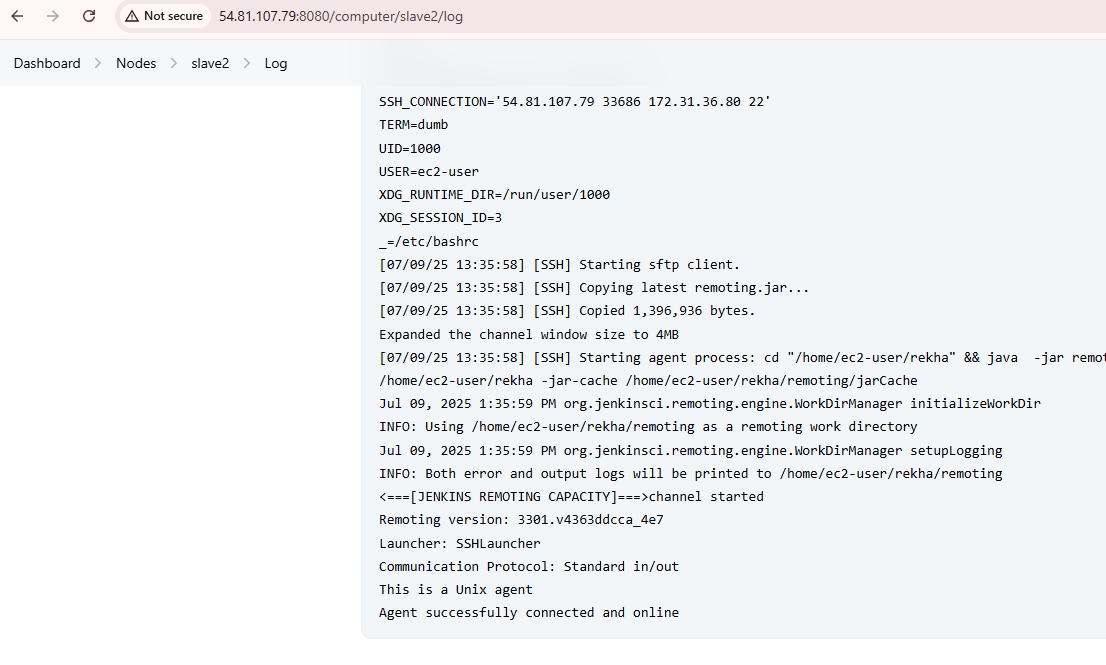 Not secure 54.81.107.79:8080/computer/slave2/log
Dashboard > Nodes > slave2 > Log
SSH_CONNECTION='54.81.107.79 33686 172.31.36.80 22'
TERM=dumb
UID=1000
USER=ec2-user
XDG_RUNTIME_DIR=/run/user/1000
XDG_SESSION_ID=3
_=/etc/bashrc
[07/09/25 13:35:58] [SSH] Starting sftp client.
[07/09/25 13:35:58] [SSH] Copying latest remoting.jar...
[07/09/25 13:35:58] [SSH] Copied 1,396,936 bytes.
Expanded the channel window size to 4MB
[07/09/25 13:35:58] [SSH] Starting agent process: cd "/home/ec2-user/rekha" && java  -jar remot
/home/ec2-user/rekha -jar-cache /home/ec2-user/rekha/remoting/jarCache
Jul 09, 2025 1:35:59 PM org.jenkinsci.remoting.engine.WorkDirManager initializeWorkDir
INFO: Using /home/ec2-user/rekha/remoting as a remoting work directory
Jul 09, 2025 1:35:59 PM org.jenkinsci.remoting.engine.WorkDirManager setupLogging
INFO: Both error and output logs will be printed to /home/ec2-user/rekha/remoting
<===[JENKINS REMOTING CAPACITY]===>channel started
Remoting version: 3301.v4363ddcca_4e7
Launcher: SSHLauncher
Communication Protocol: Standard in/out
This is a Unix agent
Agent successfully connected and online